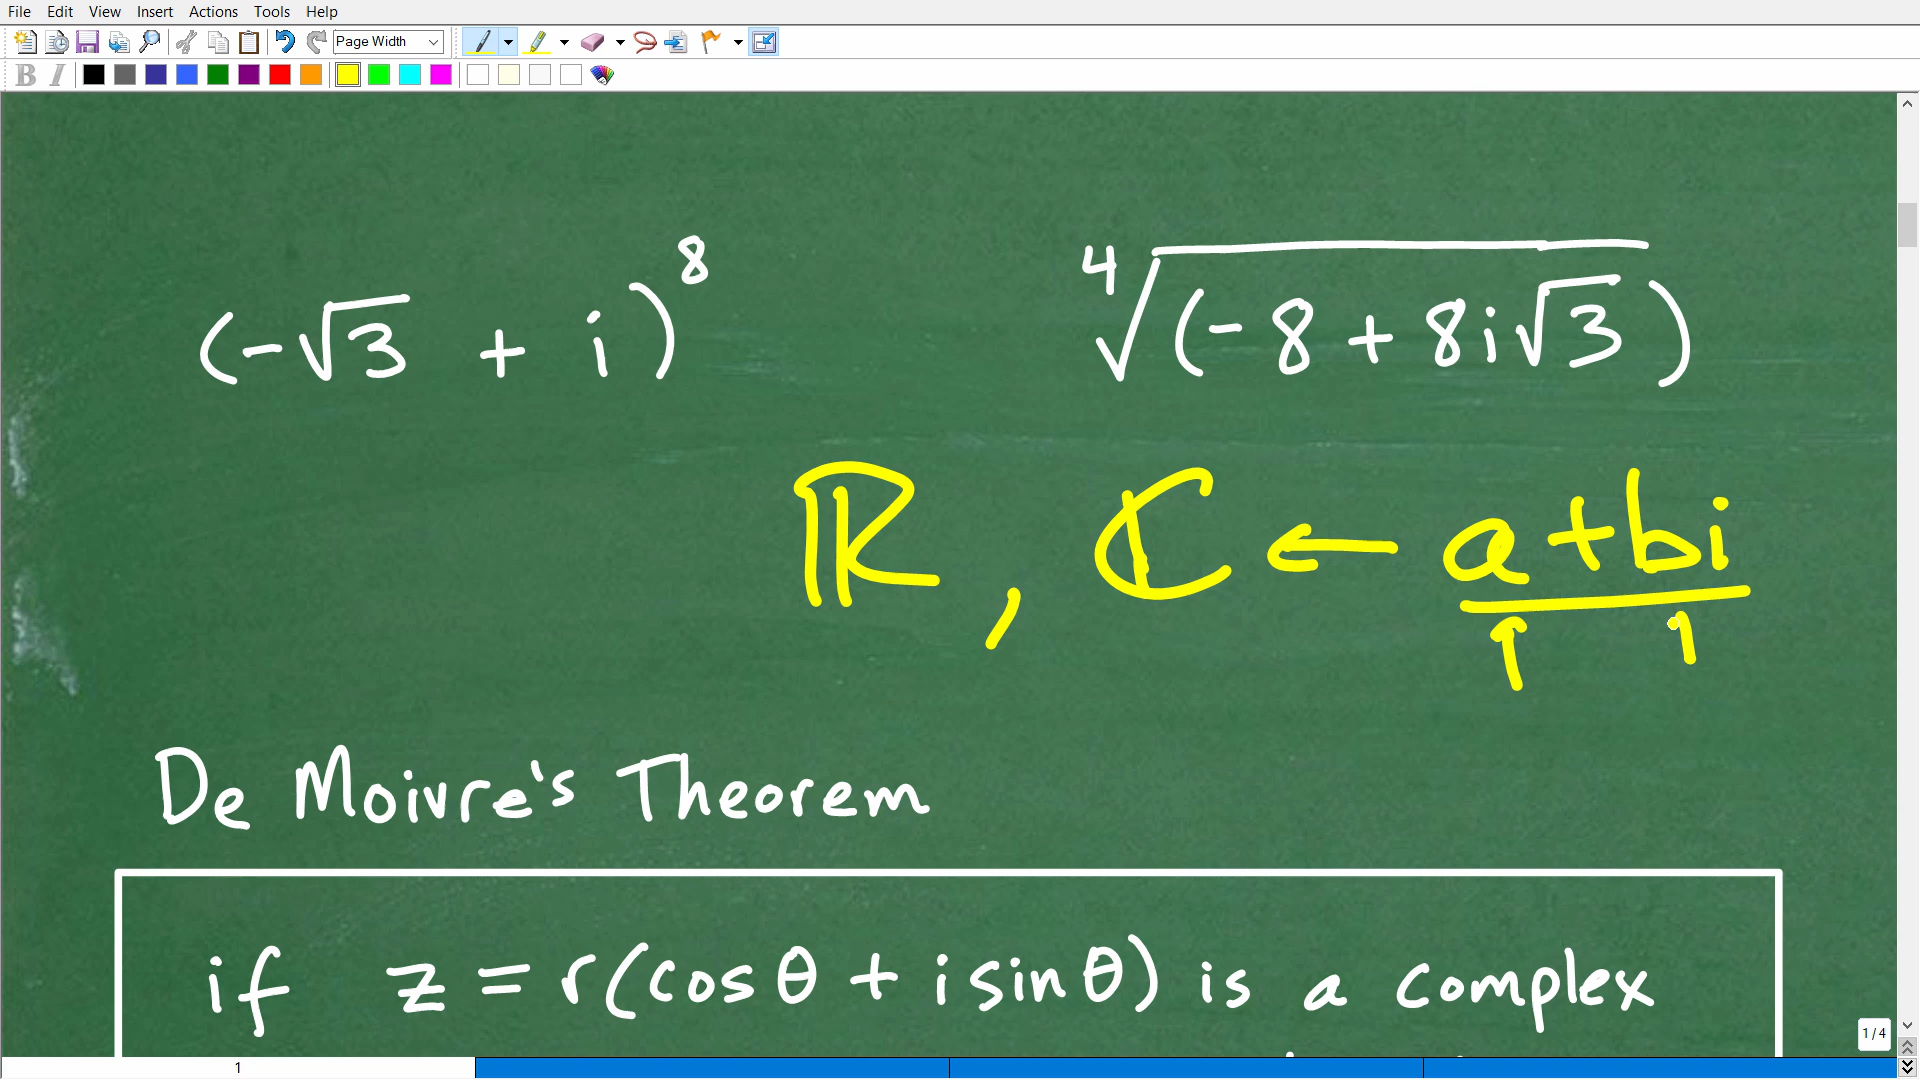 File Edit View Insert Actions Tools Help
Page Width
B I
(-√3 + i)⁸
∜(-8 + 8i√3)
ℝ, ℂ ← a+bi
De Moivre's Theorem
if z = r(cosθ + i sinθ) is a complex
1 / 4
1